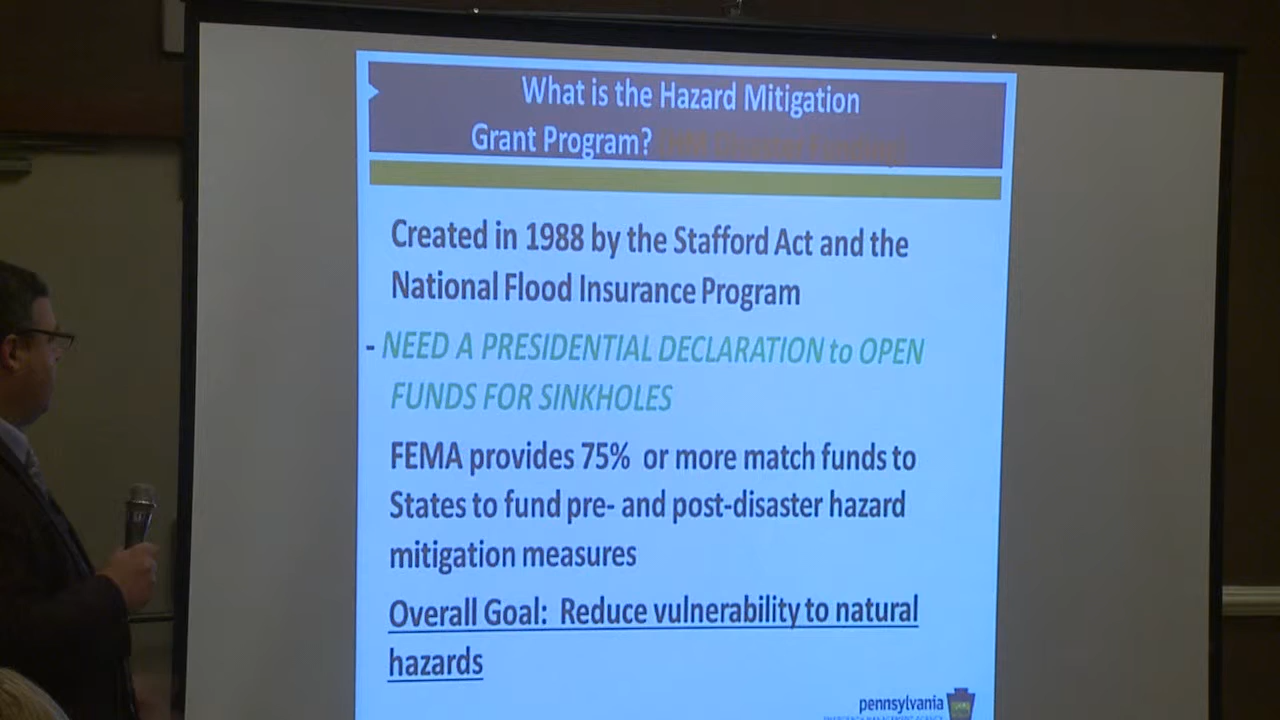 What is the Hazard Mitigation
Grant Program?
Created in 1988 by the Stafford Act and the
National Flood Insurance Program
- NEED A PRESIDENTIAL DECLARATION to OPEN
FUNDS FOR SINKHOLES
FEMA provides 75% or more match funds to
States to fund pre- and post-disaster hazard
mitigation measures
Overall Goal: Reduce vulnerability to natural
hazards
pennsylvania